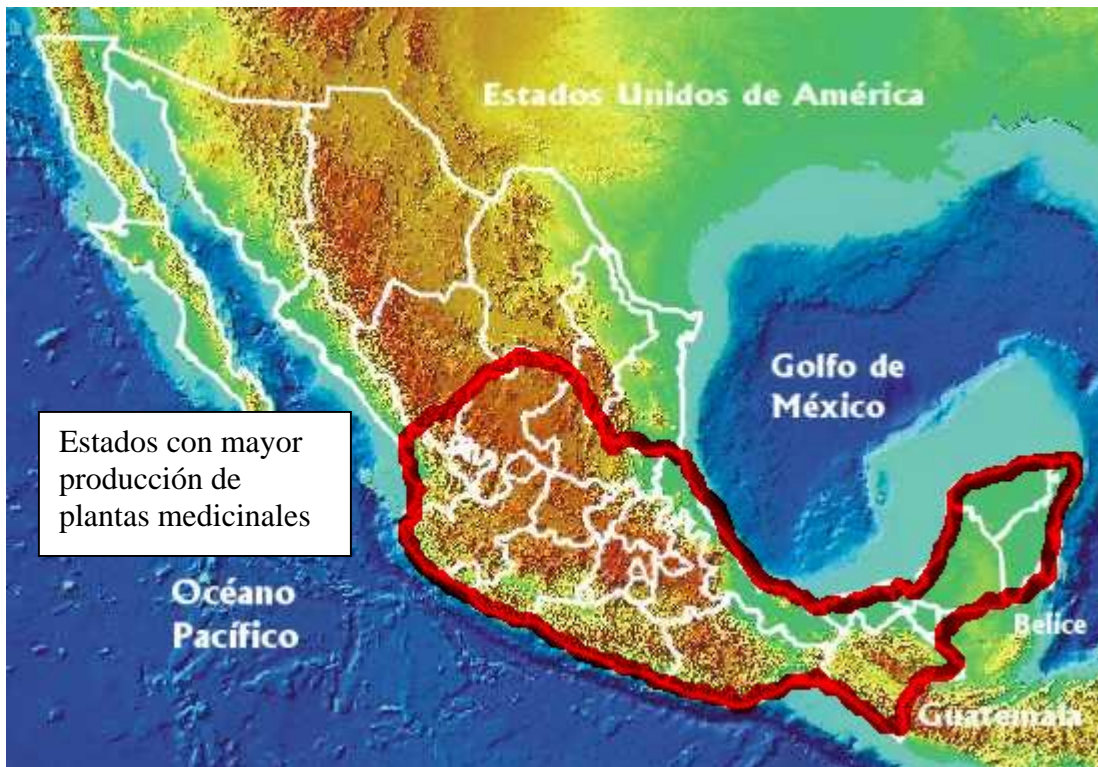 Estados Unidos de América
Golfo de
México
Estados con mayor
producción de
plantas medicinales
Océano
Pacífico
Belice
Guatemala